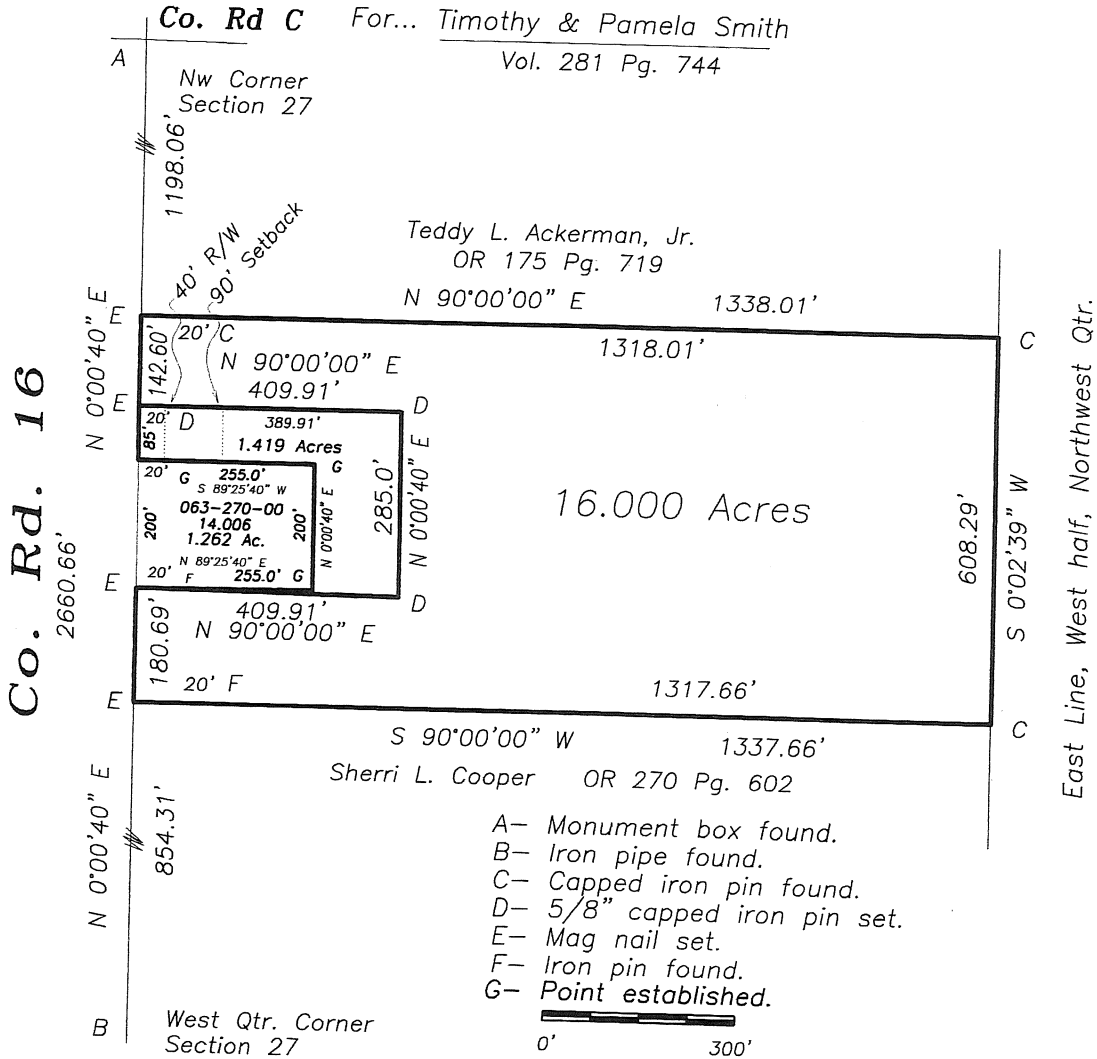 Co. Rd C
For... Timothy & Pamela Smith
Vol. 281 Pg. 744
A
Nw Corner
Section 27
1198.06'
40' R/W
90' Setback
Teddy L. Ackerman, Jr.
OR 175 Pg. 719
N 90°00'00" E
1338.01'
E
20' C
1318.01'
C
N 0°00'40" E
142.60'
N 90°00'00" E
409.91'
E
D
20' D
389.91'
85'
1.419 Acres
20' G
255.0'
G
S 89°25'40" W
063-270-00
14.006
1.262 Ac.
200'
200'
N 0°00'40" E
285.0'
N 0°00'40" E
N 89°25'40" E
20' F
255.0' G
E
D
16.000 Acres
608.29'
S 0°02'39" W
East Line, West half, Northwest Qtr.
Co. Rd. 16
2660.66'
409.91'
N 90°00'00" E
180.69'
20' F
E
1317.66'
C
S 90°00'00" W
1337.66'
Sherri L. Cooper OR 270 Pg. 602
N 0°00'40" E
854.31'
A– Monument box found.
B– Iron pipe found.
C– Capped iron pin found.
D– 5/8" capped iron pin set.
E– Mag nail set.
F– Iron pin found.
G– Point established.
B
West Qtr. Corner
Section 27
0'
300'